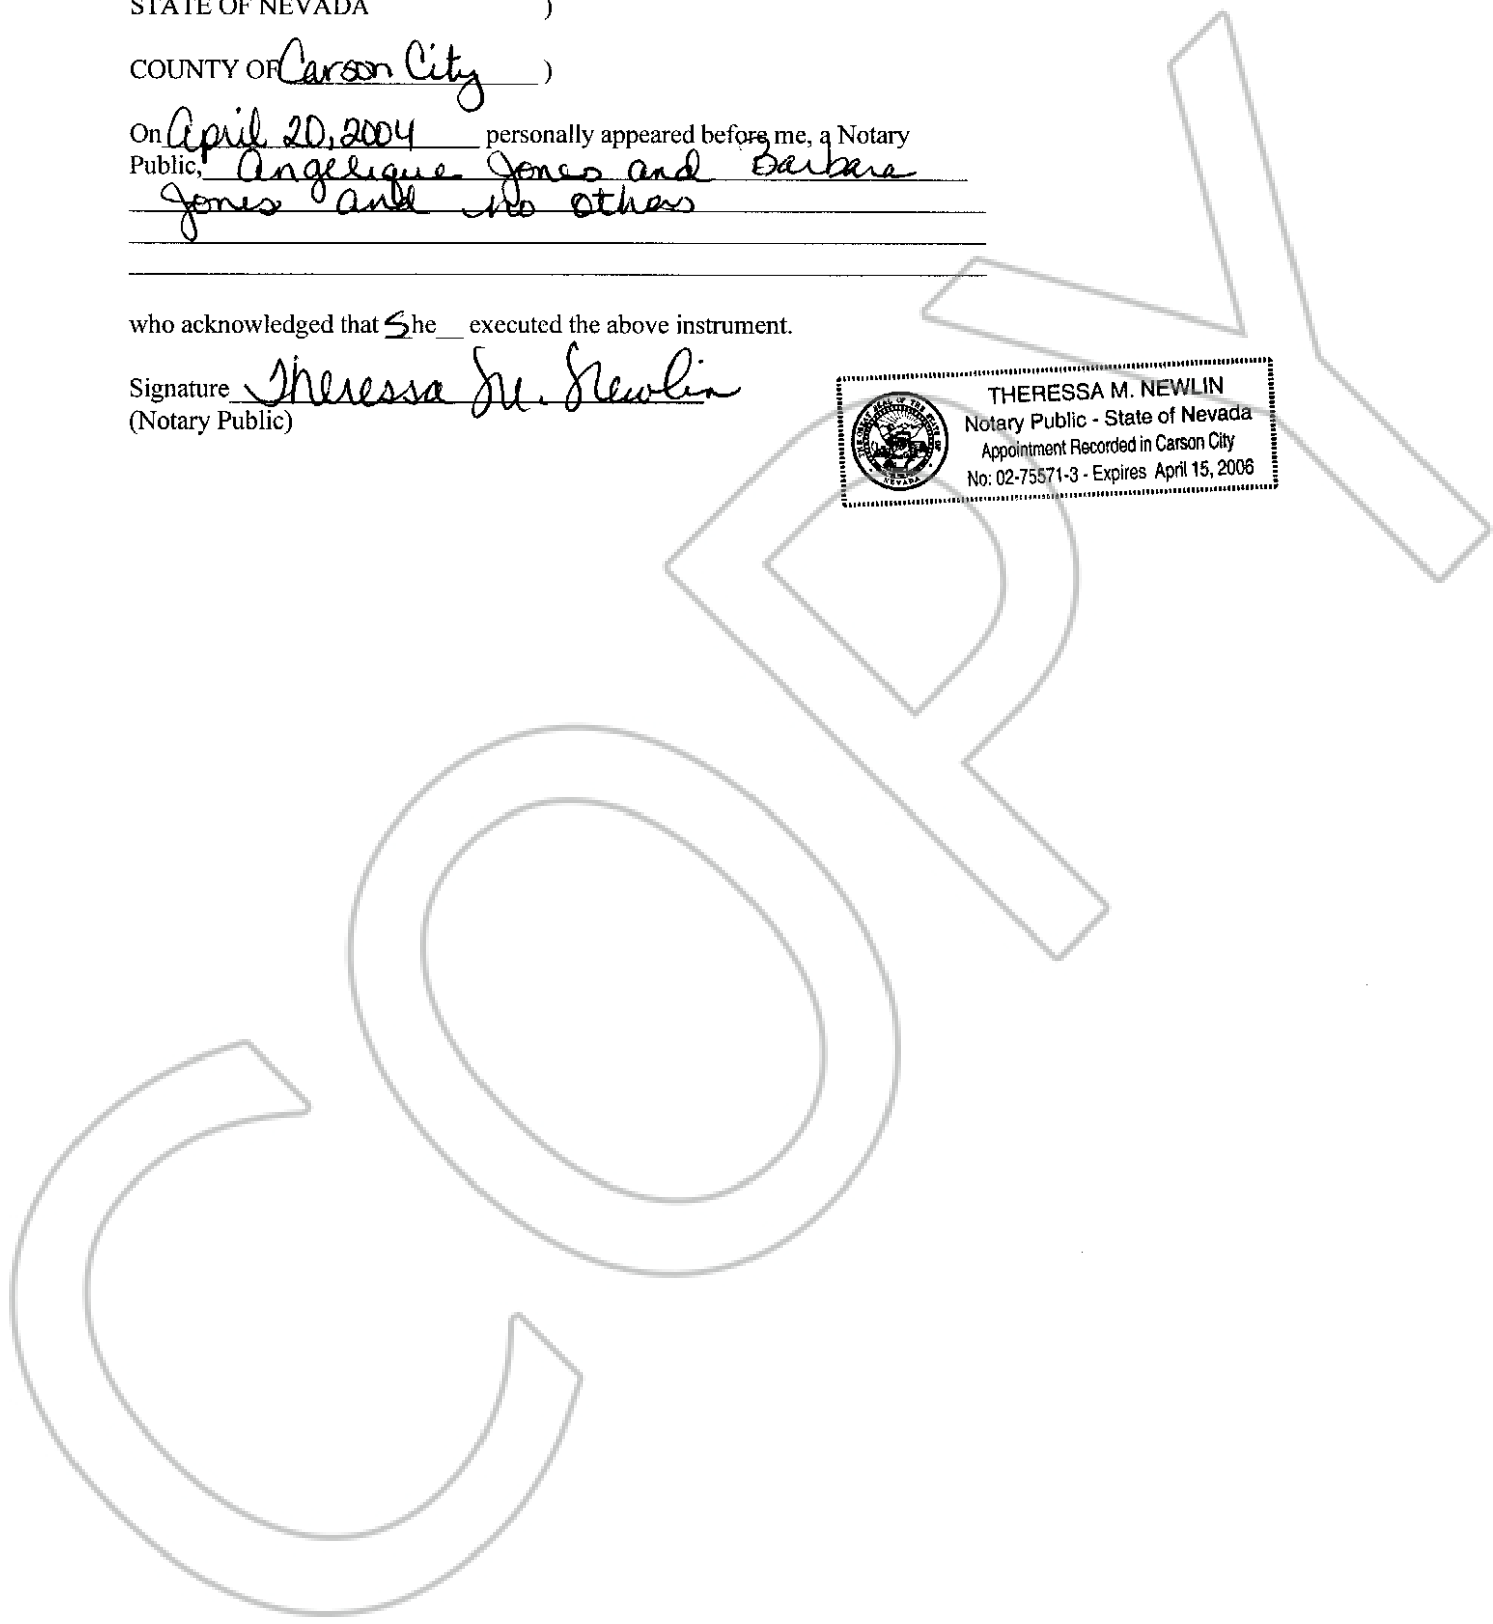 STATE OF NEVADA )
COUNTY OF Carson City )
On April 20, 2004 personally appeared before me, a Notary
Public, Angelique Jones and Barbara
Jones and no others
who acknowledged that She executed the above instrument.
Signature Theressa M. Newlin
(Notary Public)
THERESSA M. NEWLIN
Notary Public - State of Nevada
Appointment Recorded in Carson City
No: 02-75571-3 - Expires April 15, 2006
COPY